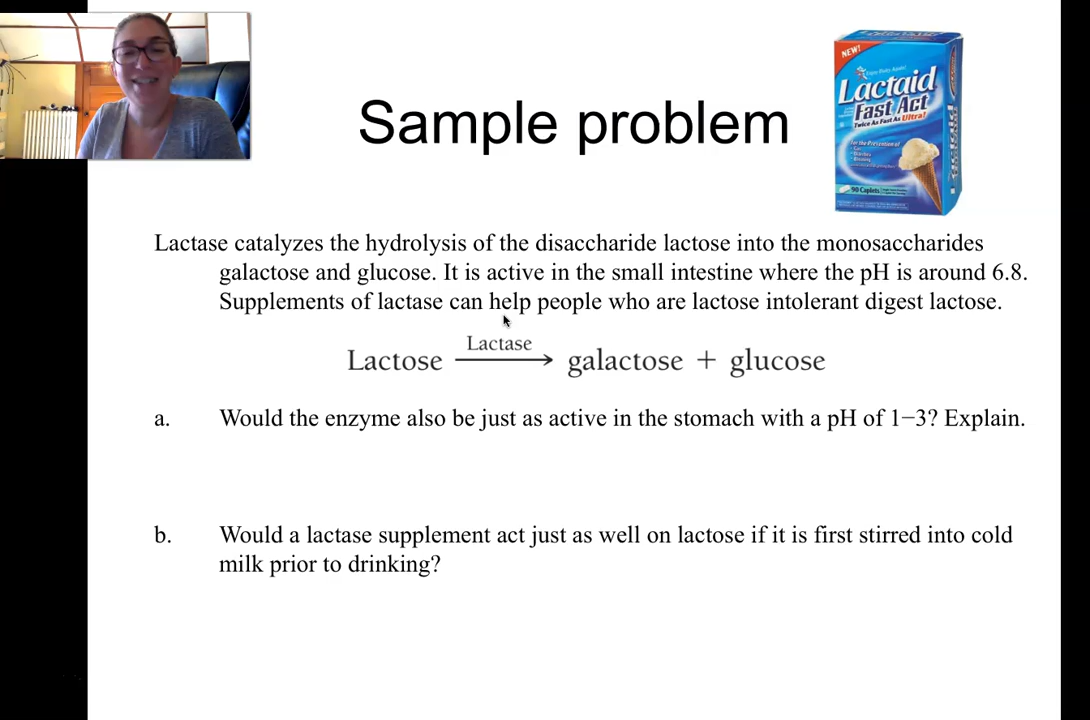 Sample problem
NEW!
Lactaid
Fast Act
Twice As Fast As Ultra!
90 Caplets
Lactase catalyzes the hydrolysis of the disaccharide lactose into the monosaccharides
galactose and glucose. It is active in the small intestine where the pH is around 6.8.
Supplements of lactase can help people who are lactose intolerant digest lactose.
Lactase
Lactose → galactose + glucose
a. Would the enzyme also be just as active in the stomach with a pH of 1−3? Explain.
b. Would a lactase supplement act just as well on lactose if it is first stirred into cold
milk prior to drinking?